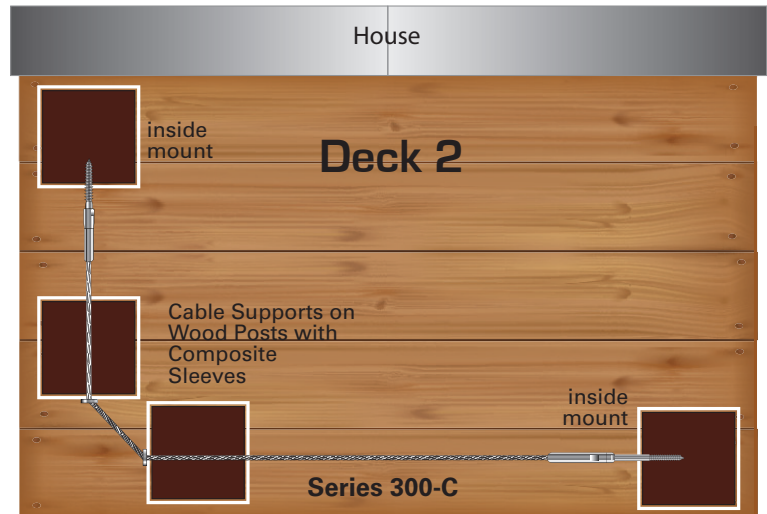 House
inside
mount
Deck 2
Cable Supports on
Wood Posts with
Composite
Sleeves
inside
mount
Series 300-C